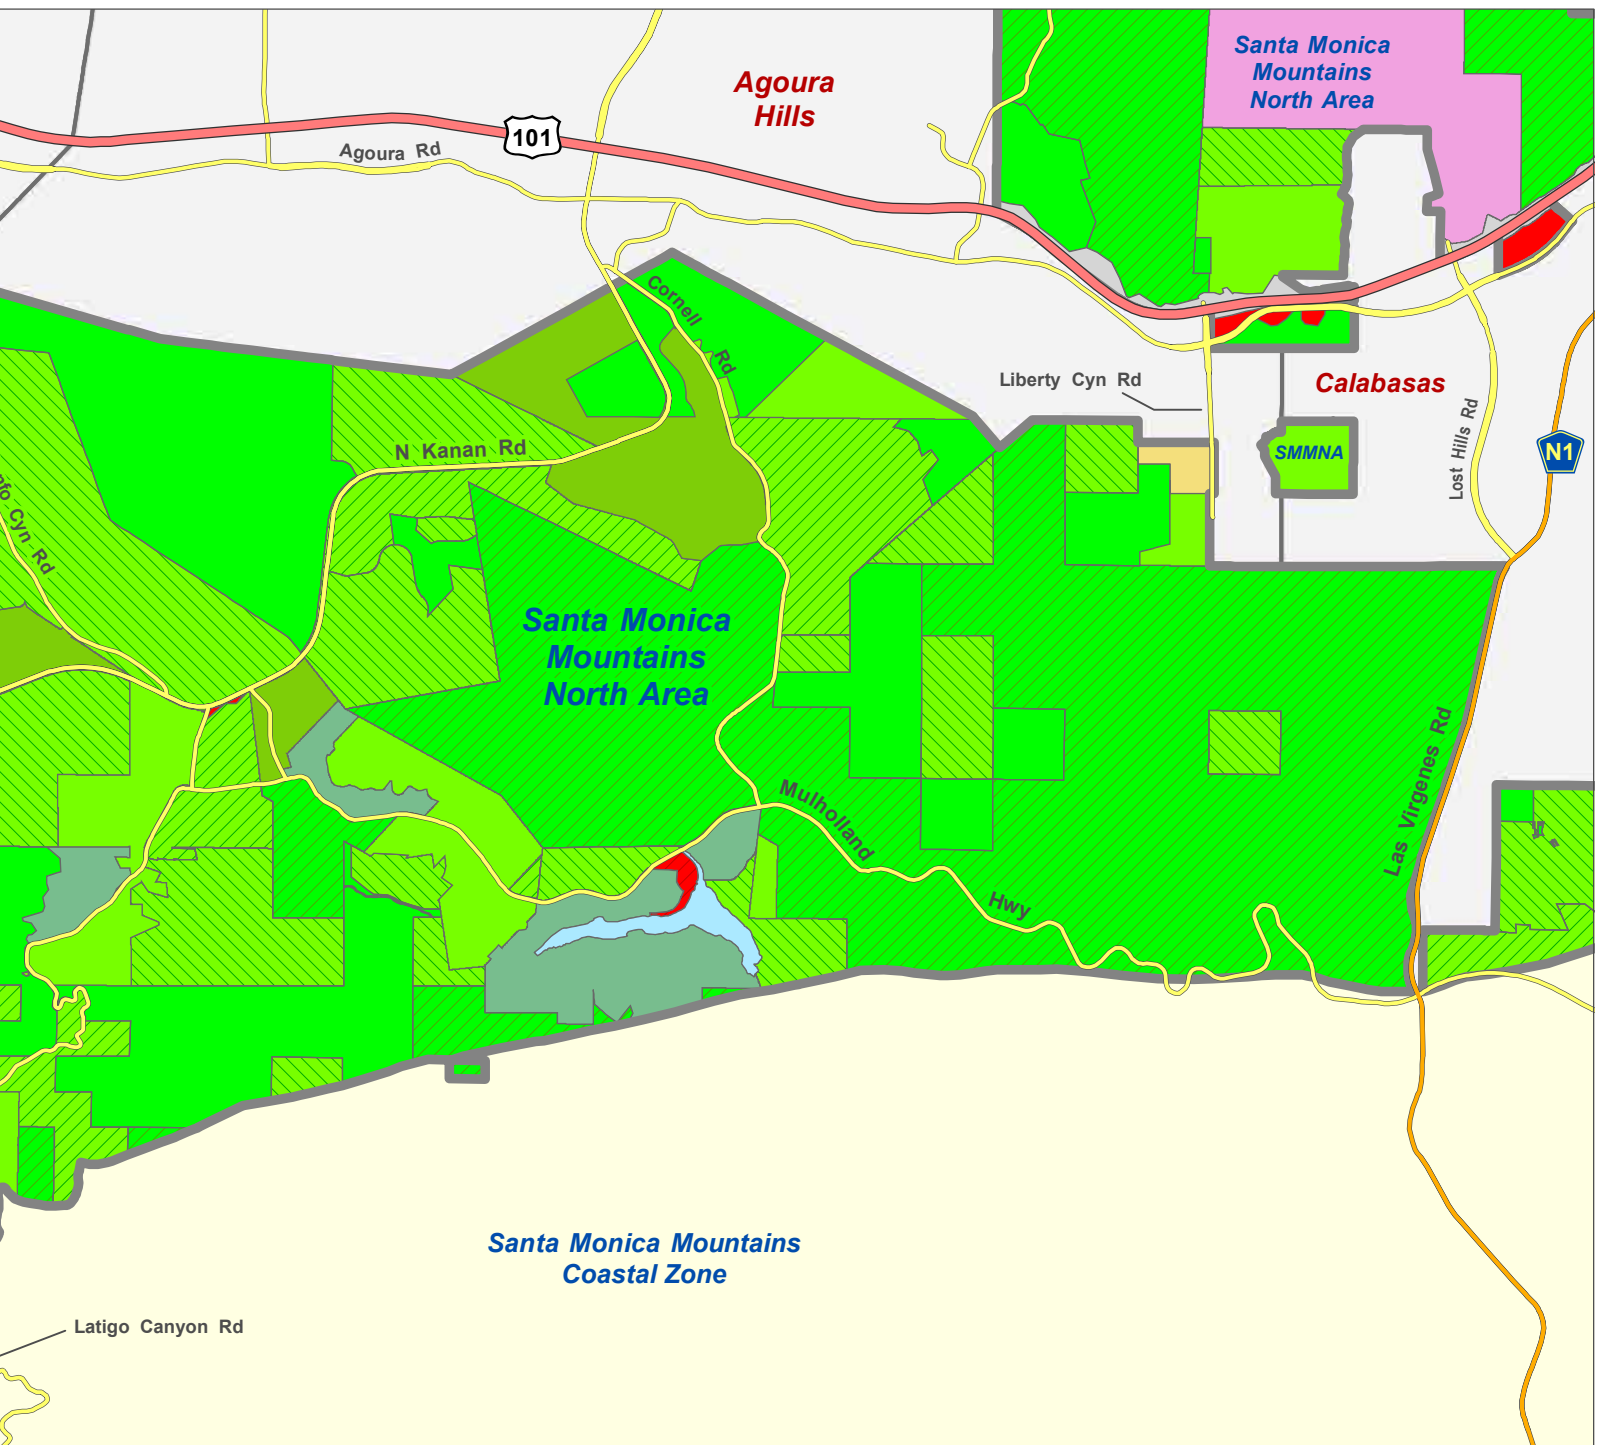 Santa Monica
Mountains
North Area
Agoura
Hills
101
Agoura Rd
Cornell Rd
Liberty Cyn Rd
Calabasas
N Kanan Rd
SMMNA
Lost Hills Rd
N1
Cyn Rd
Santa Monica
Mountains
North Area
Mulholland Hwy
Las Virgenes Rd
Santa Monica Mountains
Coastal Zone
Latigo Canyon Rd